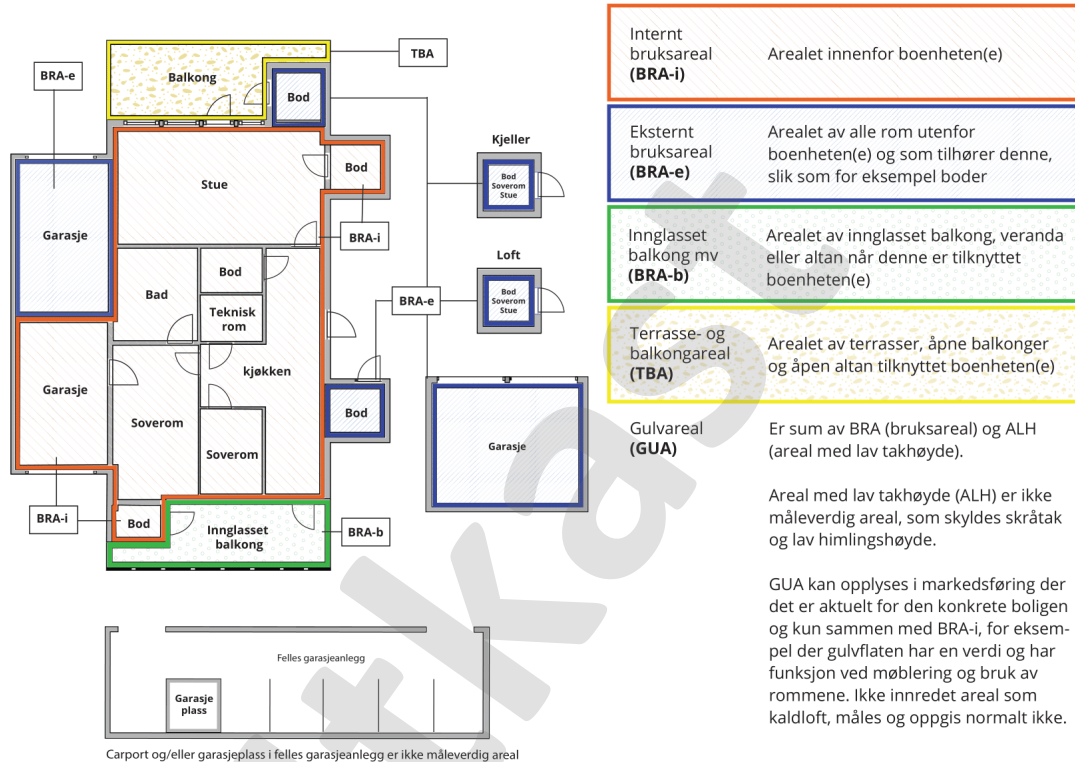 BRA-e
TBA
Balkong
Bod
Stue
Bod
Garasje
BRA-i
Bad
Bod
Teknisk
rom
kjøkken
Garasje
Soverom
Soverom
Bod
BRA-e
BRA-i
Bod
Innglasset
balkong
BRA-b
Kjeller
Bod
Soverom
Stue
Loft
Bod
Soverom
Stue
Garasje
Felles garasjeanlegg
Garasje
plass
Carport og/eller garasjeplass i felles garasjeanlegg er ikke måleverdig areal
Internt
bruksareal
(BRA-i)
Arealet innenfor boenheten(e)
Eksternt
bruksareal
(BRA-e)
Arealet av alle rom utenfor
boenheten(e) og som tilhører denne,
slik som for eksempel boder
Innglasset
balkong mv
(BRA-b)
Arealet av innglasset balkong, veranda
eller altan når denne er tilknyttet
boenheten(e)
Terrasse- og
balkongareal
(TBA)
Arealet av terrasser, åpne balkonger
og åpen altan tilknyttet boenheten(e)
Gulvareal
(GUA)
Er sum av BRA (bruksareal) og ALH
(areal med lav takhøyde).
Areal med lav takhøyde (ALH) er ikke
måleverdig areal, som skyldes skråtak
og lav himlingshøyde.
GUA kan opplyses i markedsføring der
det er aktuelt for den konkrete boligen
og kun sammen med BRA-i, for eksem-
pel der gulvflaten har en verdi og har
funksjon ved møblering og bruk av
rommene. Ikke innredet areal som
kaldloft, måles og oppgis normalt ikke.